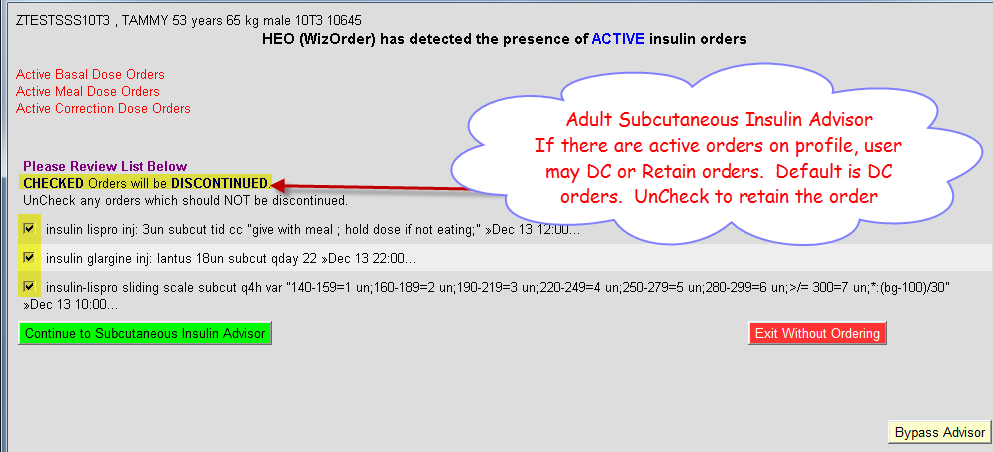 ZTESTSSS10T3 , TAMMY 53 years 65 kg male 10T3 10645
HEO (WizOrder) has detected the presence of ACTIVE insulin orders
Active Basal Dose Orders
Active Meal Dose Orders
Active Correction Dose Orders
Adult Subcutaneous Insulin Advisor
If there are active orders on profile, user
may DC or Retain orders. Default is DC
orders. UnCheck to retain the order
Please Review List Below
CHECKED Orders will be DISCONTINUED.
UnCheck any orders which should NOT be discontinued.
insulin lispro inj: 3un subcut tid cc "give with meal ; hold dose if not eating;" »Dec 13 12:00...
insulin glargine inj: lantus 18un subcut qday 22 »Dec 13 22:00...
insulin-lispro sliding scale subcut q4h var "140-159=1 un;160-189=2 un;190-219=3 un;220-249=4 un;250-279=5 un;280-299=6 un;>/= 300=7 un;*:(bg-100)/30"
»Dec 13 10:00...
Continue to Subcutaneous Insulin Advisor
Exit Without Ordering
Bypass Advisor